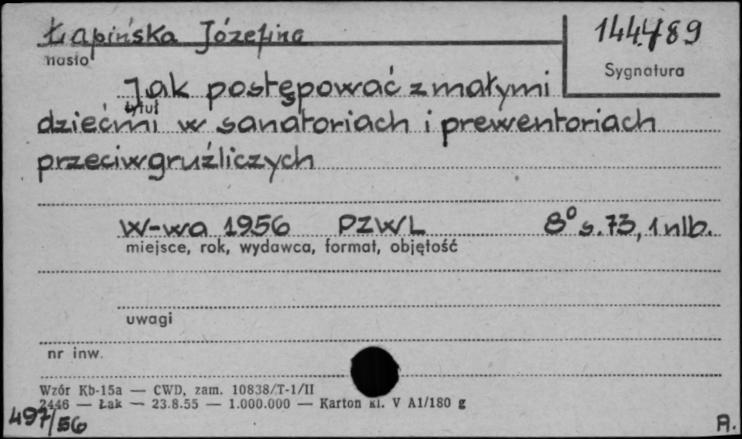 Łapińska Józefina
hasło
144.489
Sygnatura
Jak postępować z małymi
tytuł
dziećmi w sanatoriach i prewentoriach
przeciwgruźliczych
W-wa 1956 PZWL 8° s. 73, 1 nlb.
miejsce, rok, wydawca, format, objętość
uwagi
nr inw.
Wzór Kb-15a — CWD, zam. 10838/T-1/II
2446 — Łak — 23.8.55 — 1.000.000 — Karton kl. V A1/180 g
497/56
A.